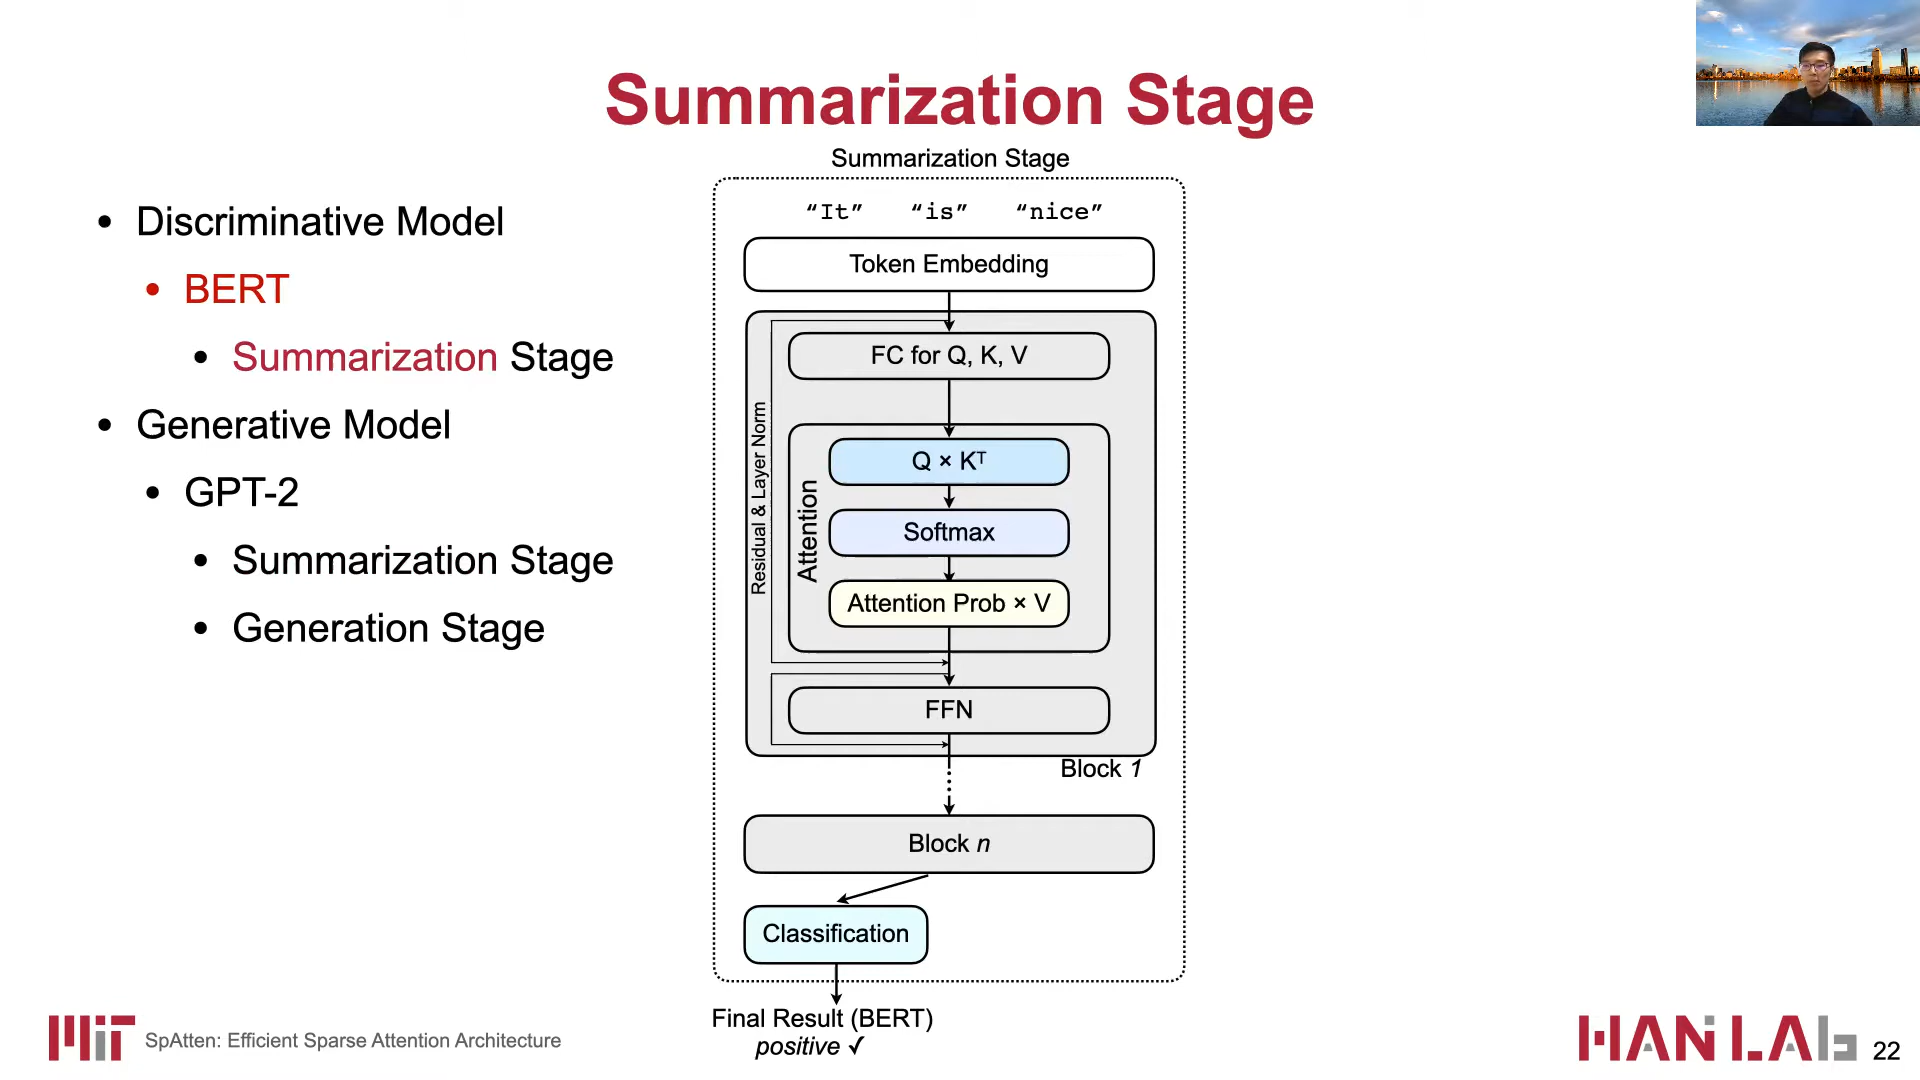 Summarization Stage
• Discriminative Model
• BERT
• Summarization Stage
• Generative Model
• GPT-2
• Summarization Stage
• Generation Stage
Summarization Stage
“It” “is” “nice”
Token Embedding
FC for Q, K, V
Residual & Layer Norm
Attention
Q × Kᵀ
Softmax
Attention Prob × V
FFN
Block 1
Block n
Classification
Final Result (BERT)
positive ✓
MIT
SpAtten: Efficient Sparse Attention Architecture
HAN LAb
22